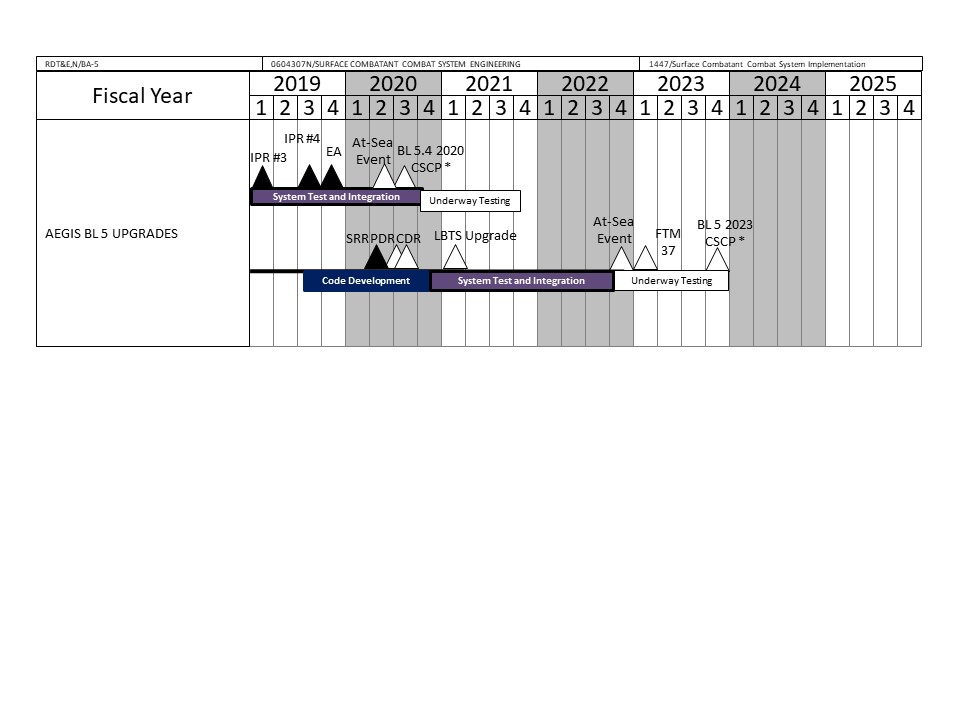 RDT&E,N/BA-5 0604307N/SURFACE COMBATANT COMBAT SYSTEM ENGINEERING 1447/Surface Combatant Combat System Implementation
Fiscal Year 2019 2020 2021 2022 2023 2024 2025
1 2 3 4 1 2 3 4 1 2 3 4 1 2 3 4 1 2 3 4 1 2 3 4 1 2 3 4
AEGIS BL 5 UPGRADES
IPR #3
IPR #4
EA
At-Sea
Event
BL 5.4 2020
CSCP *
System Test and Integration
Underway Testing
SRR PDR CDR
LBTS Upgrade
At-Sea
Event
FTM
37
BL 5 2023
CSCP *
Code Development
System Test and Integration
Underway Testing